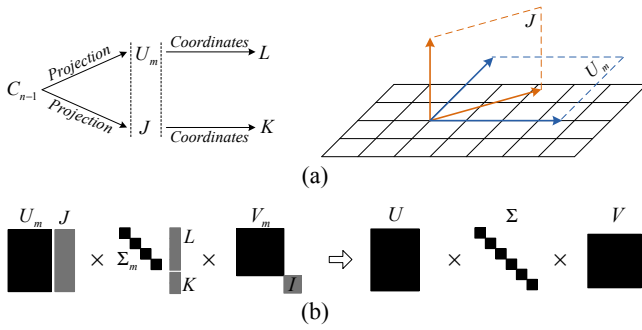 Projection U_m Coordinates L
C_{n-1}
Projection J Coordinates K
J
U_m
(a)
U_m J × Σ_m L K × V_m I ⇨ U × Σ × V
(b)